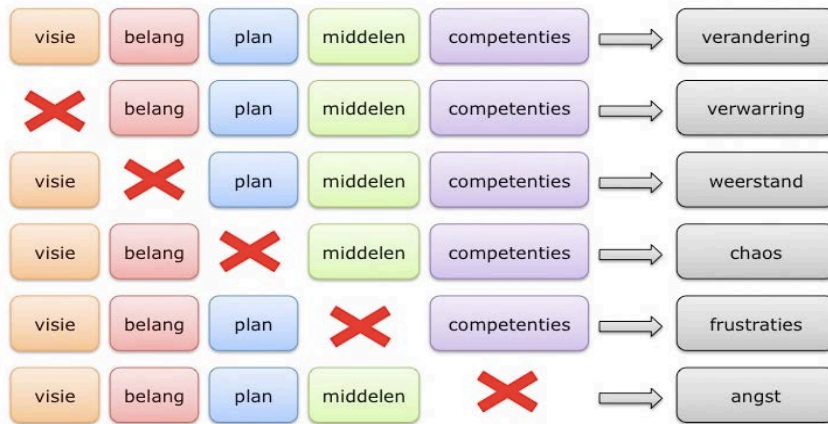 visie belang plan middelen competenties verandering
belang plan middelen competenties verwarring
visie plan middelen competenties weerstand
visie belang middelen competenties chaos
visie belang plan competenties frustraties
visie belang plan middelen angst